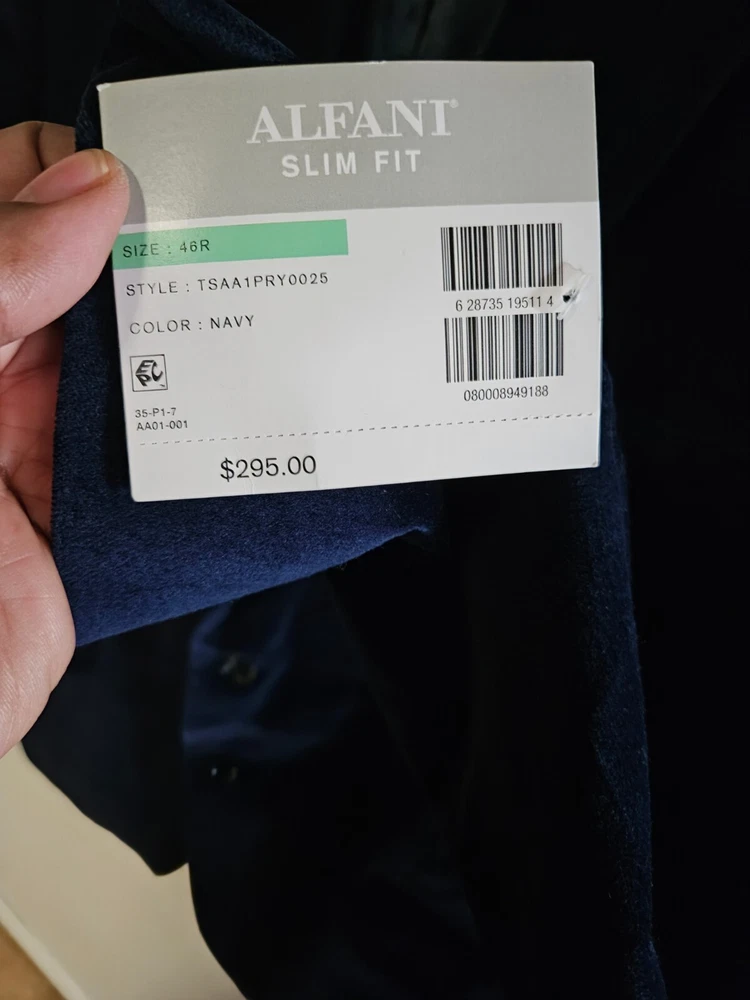 ALFANI®
SLIM FIT
SIZE : 46R
STYLE : TSAA1PRY0025
COLOR : NAVY
6 28735 19511 4
080008949188
EPC
35-P1-7
AA01-001
$295.00